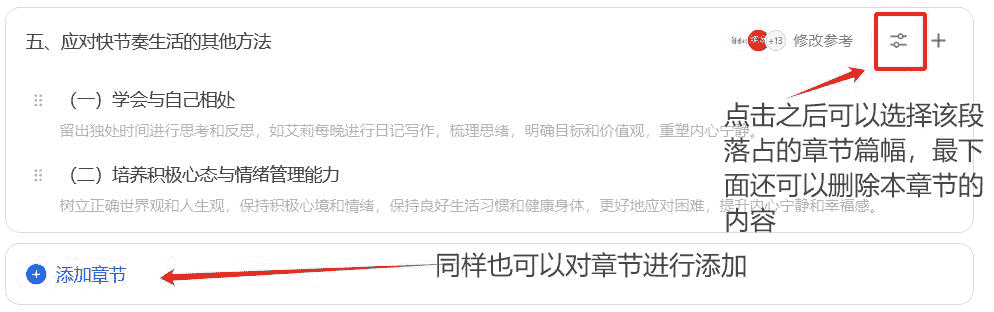 五、应对快节奏生活的其他方法
+13 修改参考
（一）学会与自己相处
留出独处时间进行思考和反思，如艾莉每晚进行日记写作，梳理思绪，明确目标和价值观，重塑内心宁静。
（二）培养积极心态与情绪管理能力
树立正确世界观和人生观，保持积极心境和情绪，保持良好生活习惯和健康身体，更好地应对困难，提升内心宁静和幸福感。
点击之后可以选择该段
落占的章节篇幅，最下
面还可以删除本章节的
内容
添加章节
同样也可以对章节进行添加